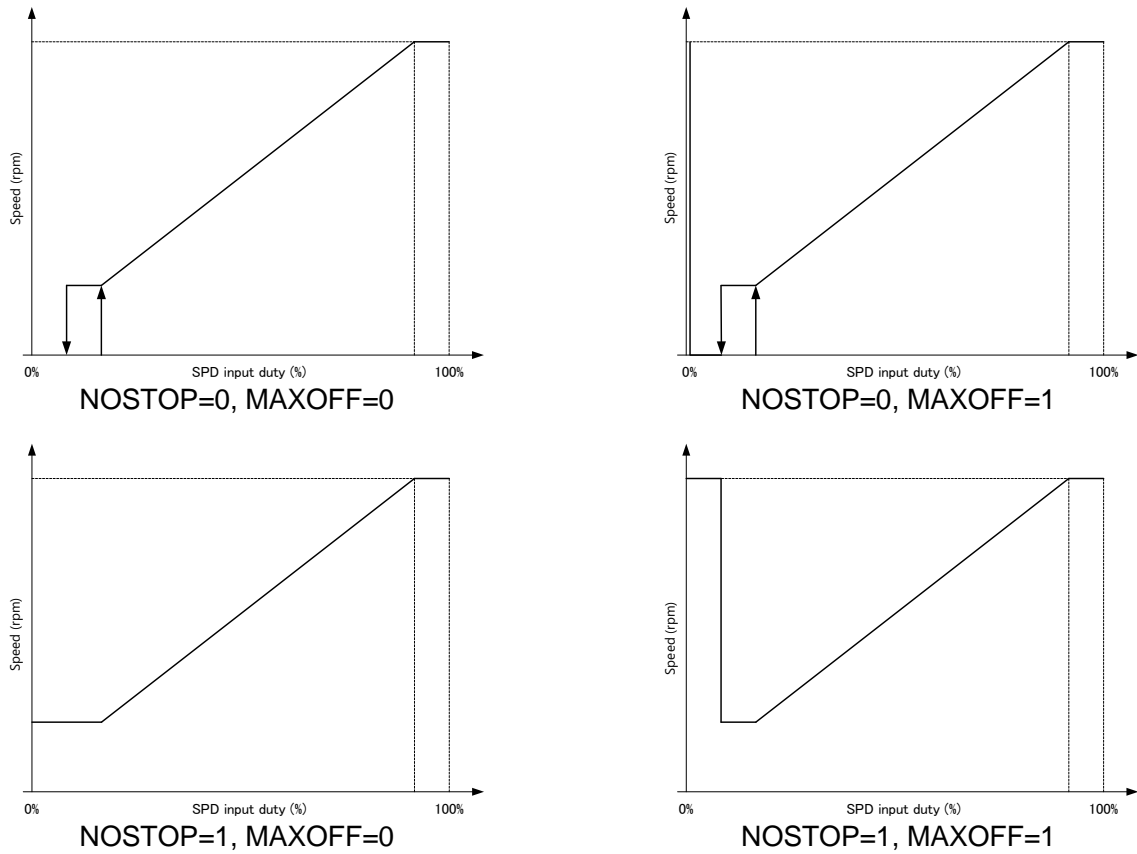 Speed (rpm)
0%
SPD input duty (%)
100%
NOSTOP=0, MAXOFF=0
Speed (rpm)
0%
SPD input duty (%)
100%
NOSTOP=0, MAXOFF=1
Speed (rpm)
0%
SPD input duty (%)
100%
NOSTOP=1, MAXOFF=0
Speed (rpm)
0%
SPD input duty (%)
100%
NOSTOP=1, MAXOFF=1